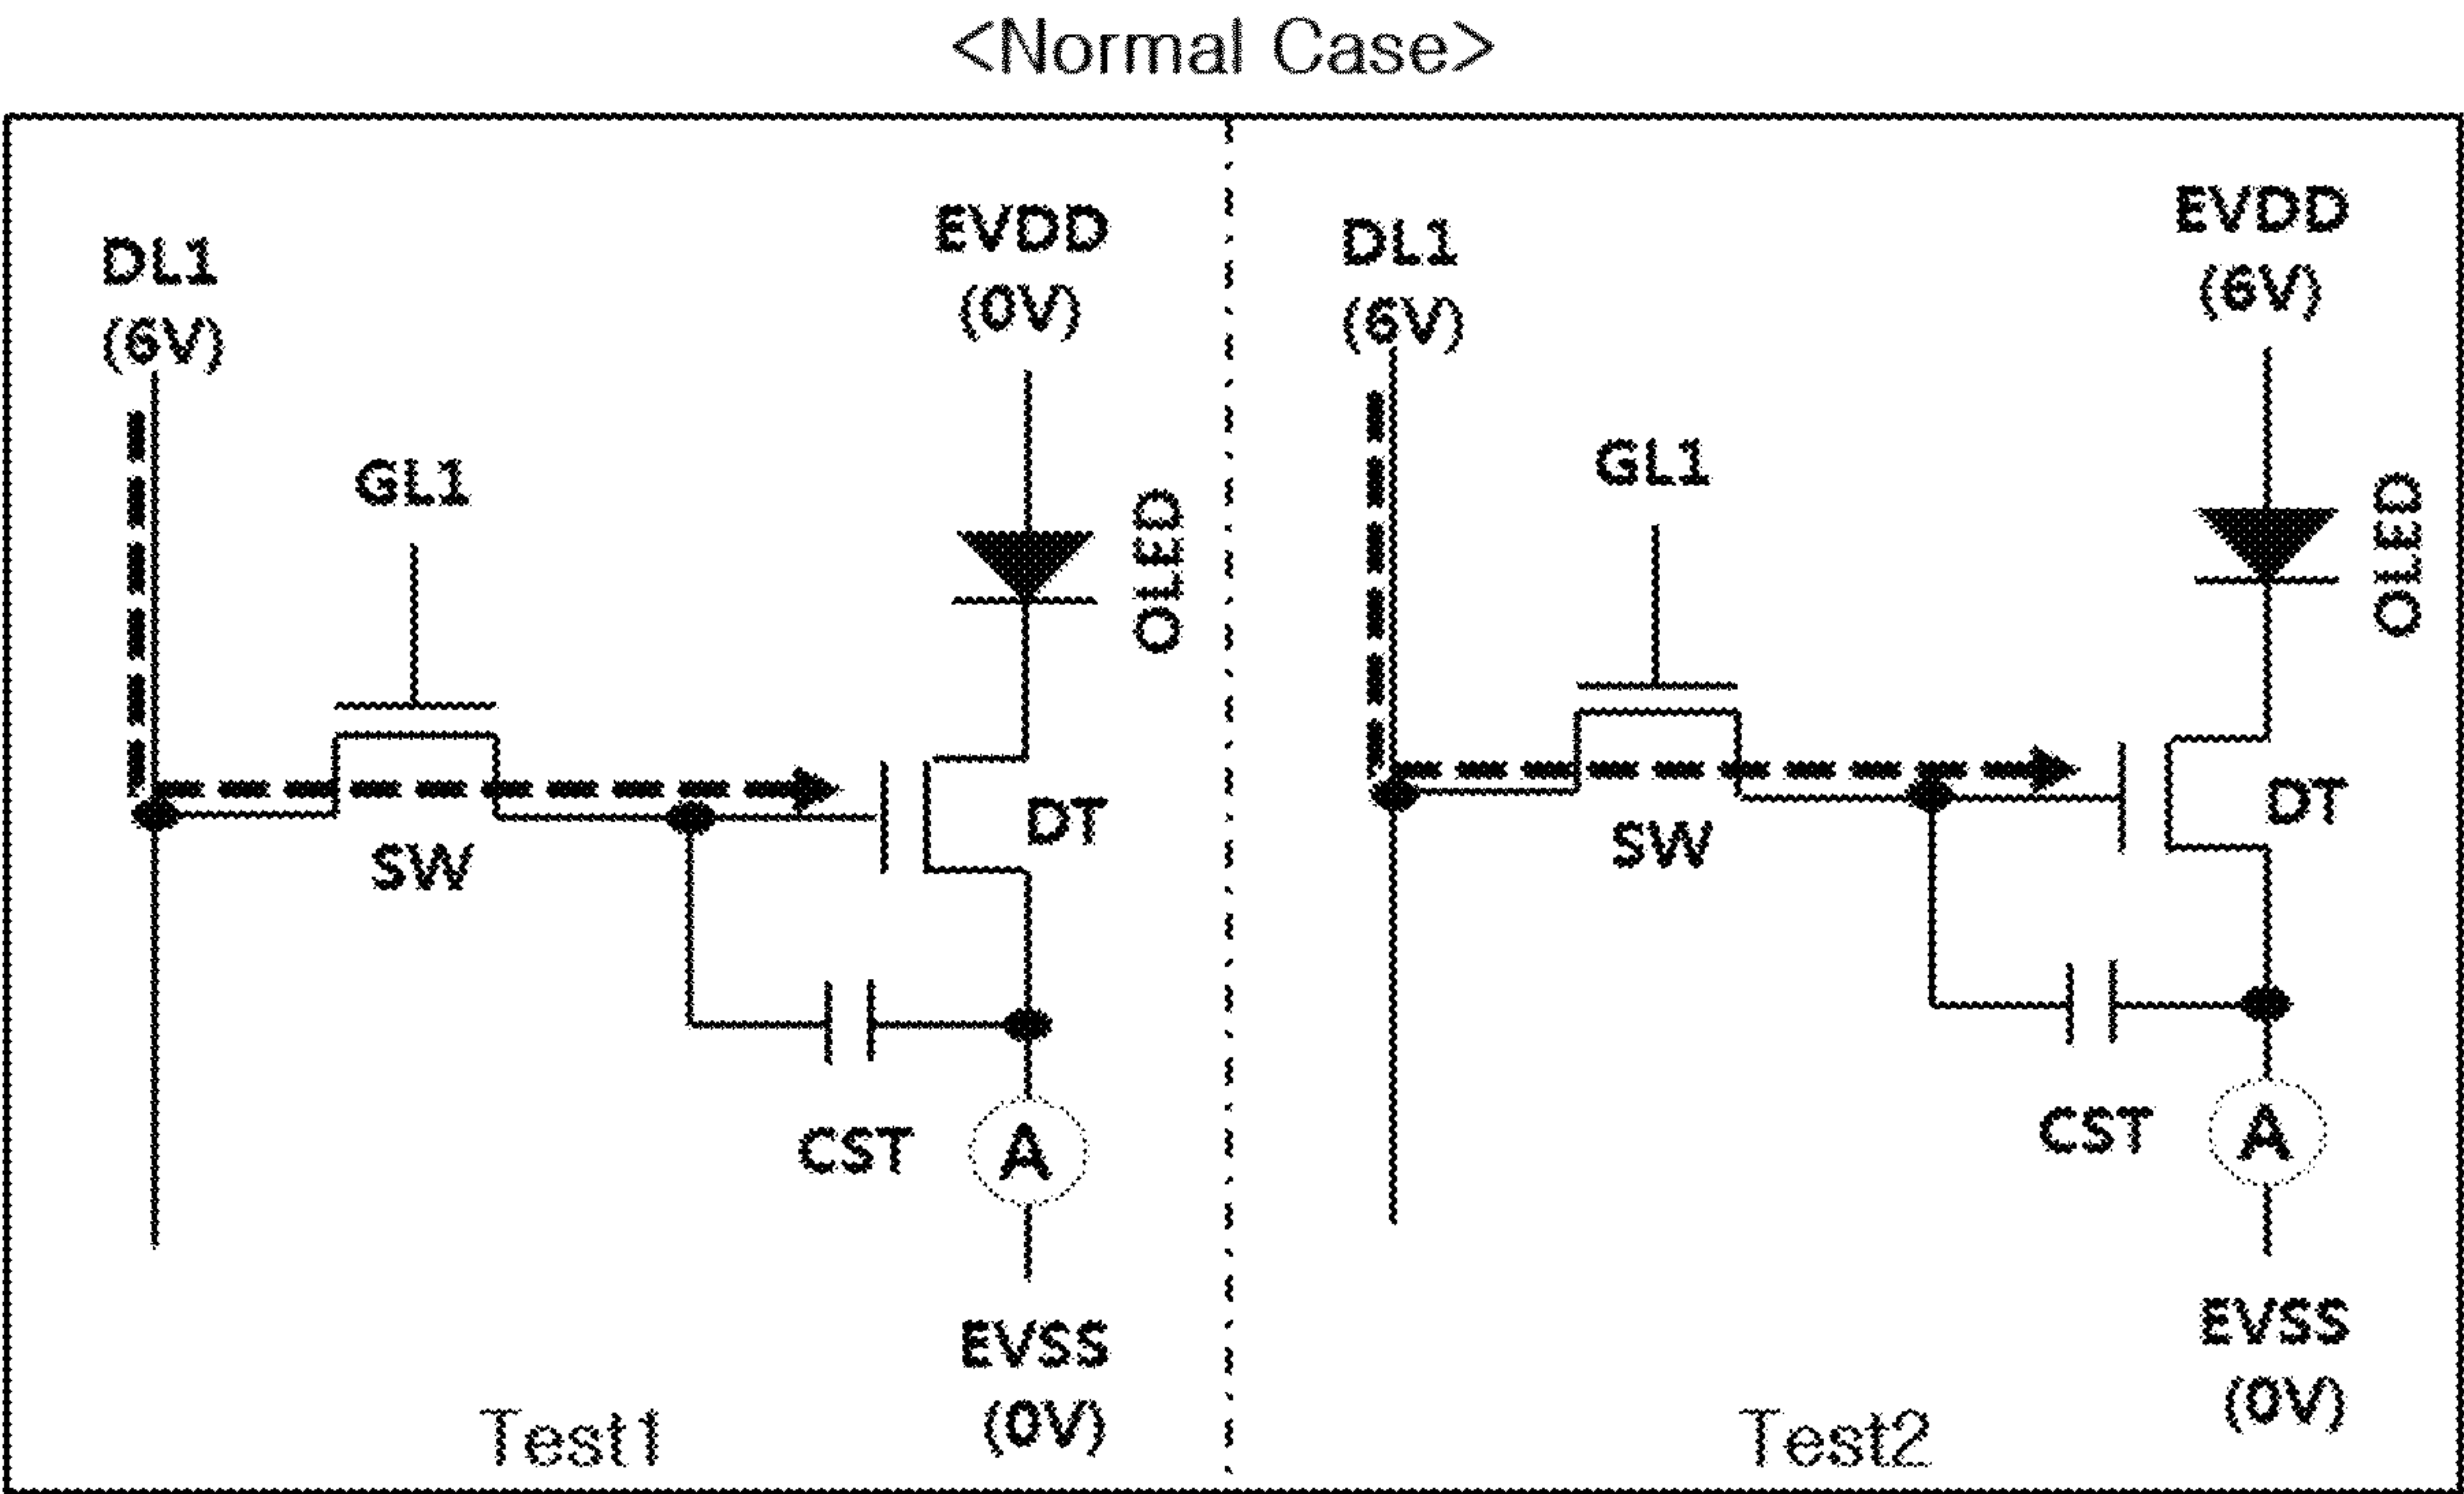 <Normal Case>
DL1
(6V)
EVDD
(0V)
GL1
OLED
DT
SW
CST
A
EVSS
(0V)
Test1
DL1
(6V)
EVDD
(6V)
GL1
OLED
DT
SW
CST
A
EVSS
(0V)
Test2